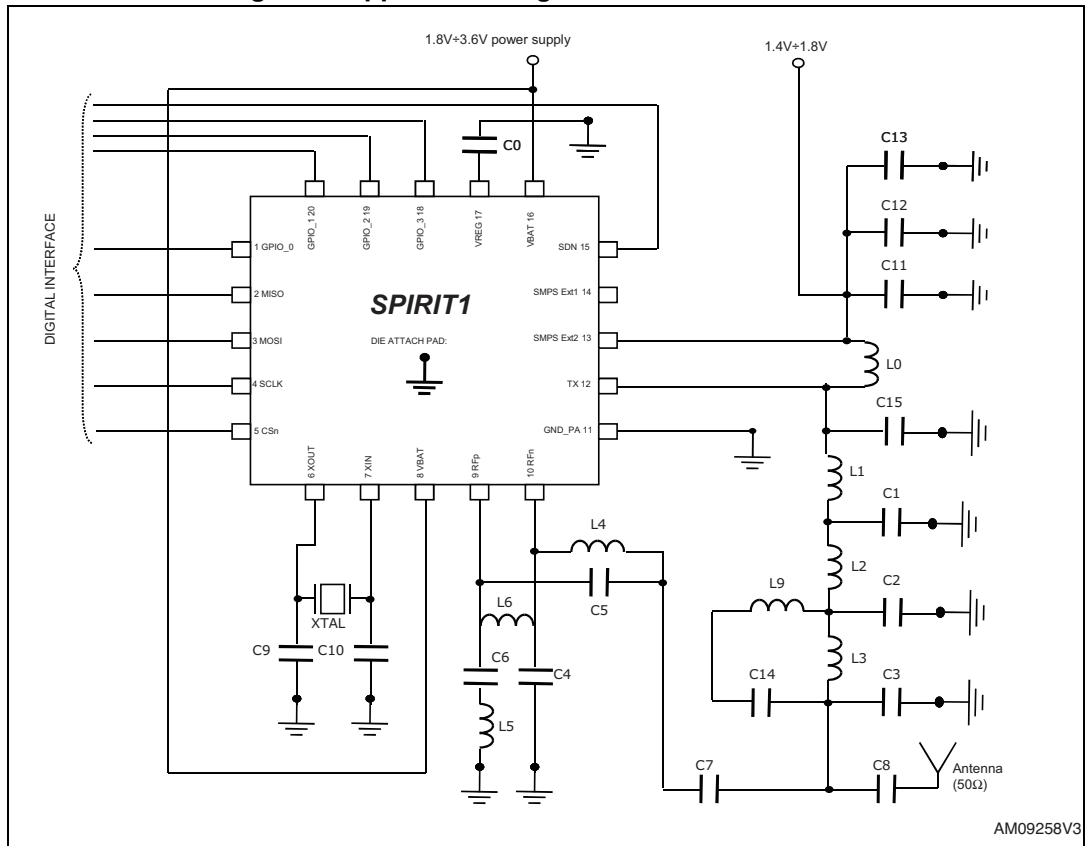 1.8V÷3.6V power supply
1.4V÷1.8V
C13
C0
C12
C11
DIGITAL INTERFACE
GPIO_1 20
GPIO_2 19
GPIO_3 18
VREG 17
VBAT 16
1 GPIO_0
SDN 15
2 MISO
SPIRIT1
SMPS Ext1 14
3 MOSI
DIE ATTACH PAD:
SMPS Ext2 13
L0
4 SCLK
TX 12
C15
5 CSn
GND_PA 11
6 XOUT
7 XIN
8 VBAT
9 RFp
10 RFn
L1
C1
L4
L2
L9
C2
C5
L6
XTAL
C9
C10
C6
C4
L3
C14
C3
L5
C7
C8
Antenna
(50Ω)
AM09258V3